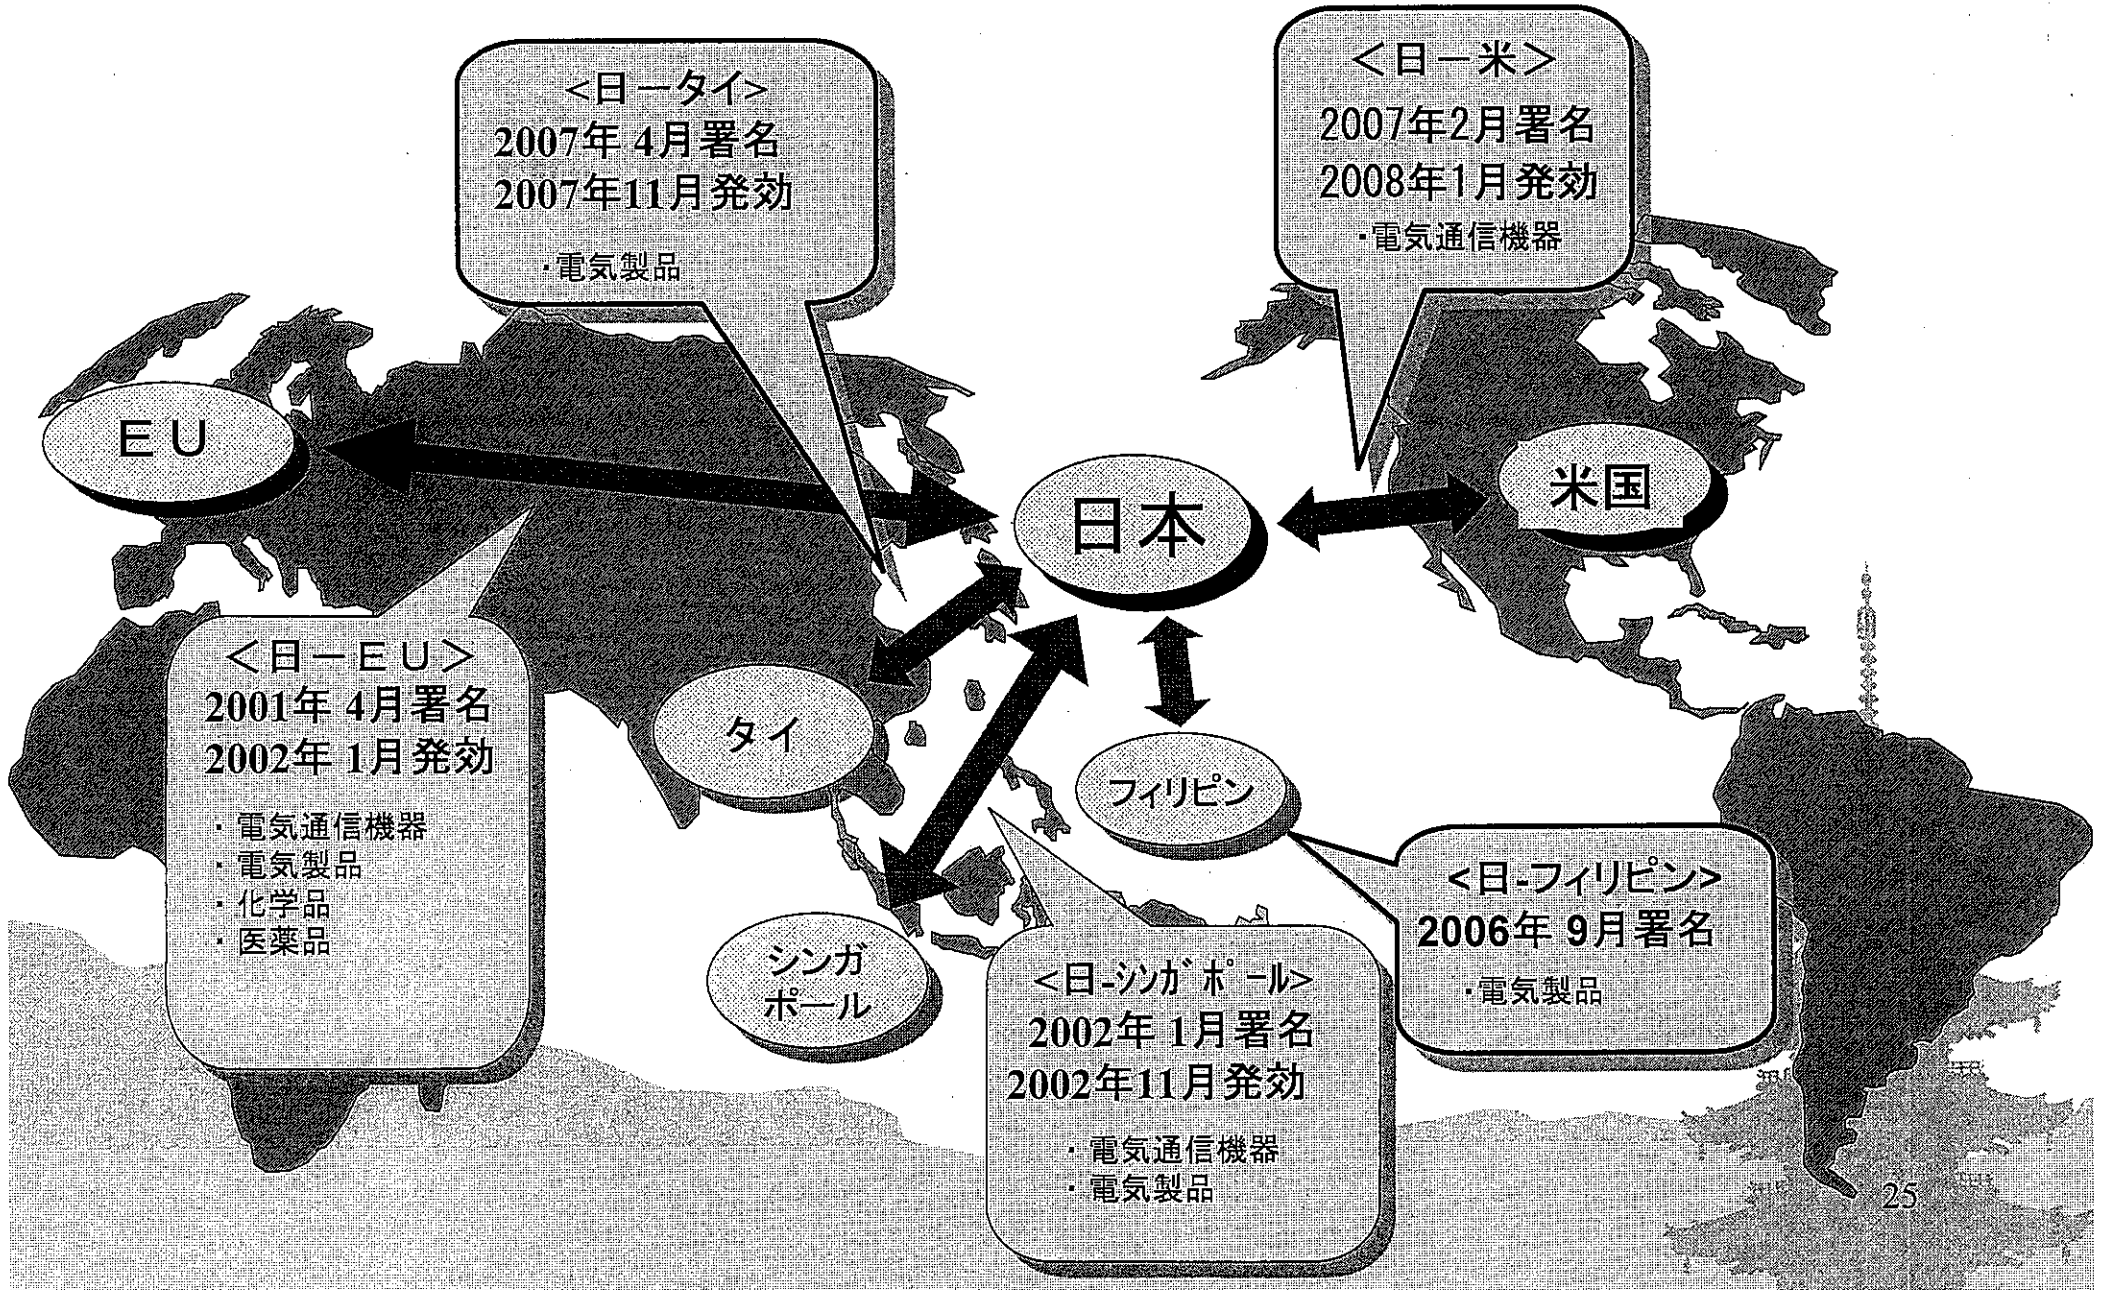 <日ータイ>
2007年 4月署名
2007年11月発効
・電気製品
<日ー米>
2007年2月署名
2008年1月発効
・電気通信機器
EU
日本
米国
<日ーEU>
2001年 4月署名
2002年 1月発効
・電気通信機器
・電気製品
・化学品
・医薬品
タイ
フィリピン
<日-フィリピン>
2006年 9月署名
・電気製品
シンガ
ポール
<日-シンガポール>
2002年 1月署名
2002年11月発効
・電気通信機器
・電気製品
25